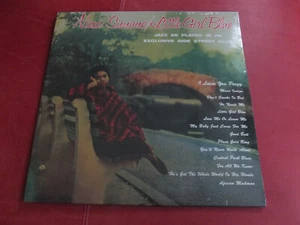 Nina Simone Little Girl Blue
JAZZ AS PLAYED IN AN
EXCLUSIVE SIDE STREET CLUB
I Loves You Porgy
Mood Indigo
Don't Smoke In Bed
He Needs Me
Little Girl Blue
Love Me Or Leave Me
My Baby Just Cares For Me
Good Bait
Plain Gold Ring
You'll Never Walk Alone
Central Park Blues
For All We Know
He's Got The Whole World In His Hands
African Mailman